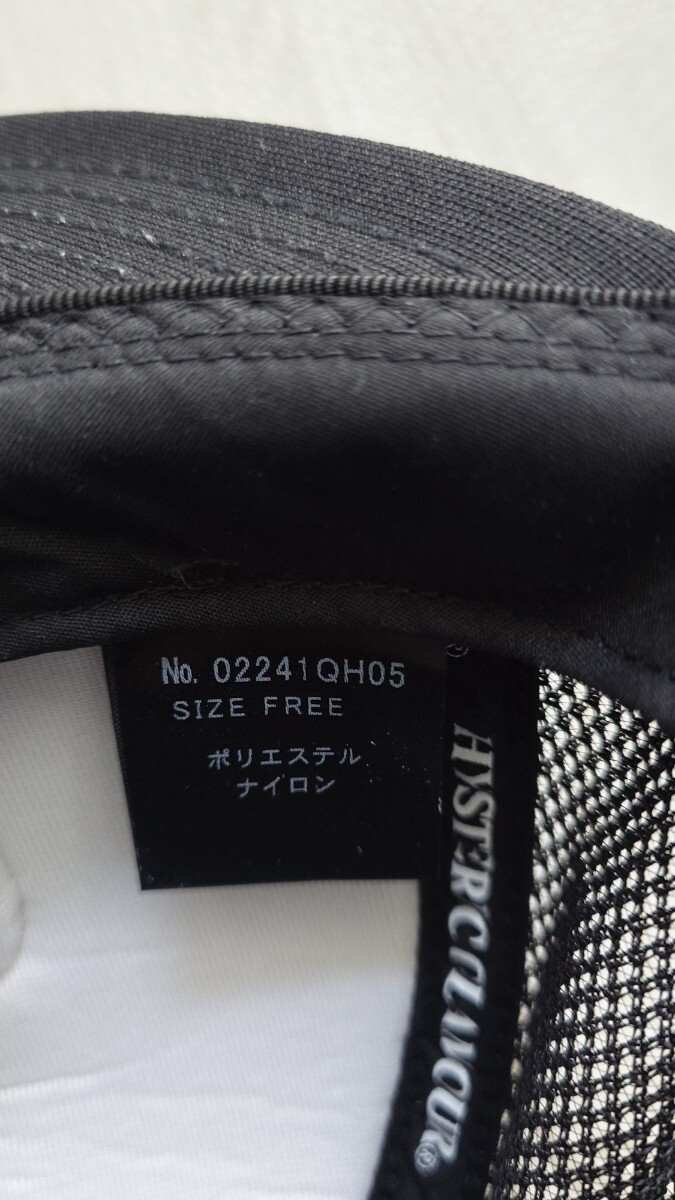 No. 02241QH05
SIZE FREE
ポリエステル
ナイロン
®
HYSTERIC GLAMOUR®